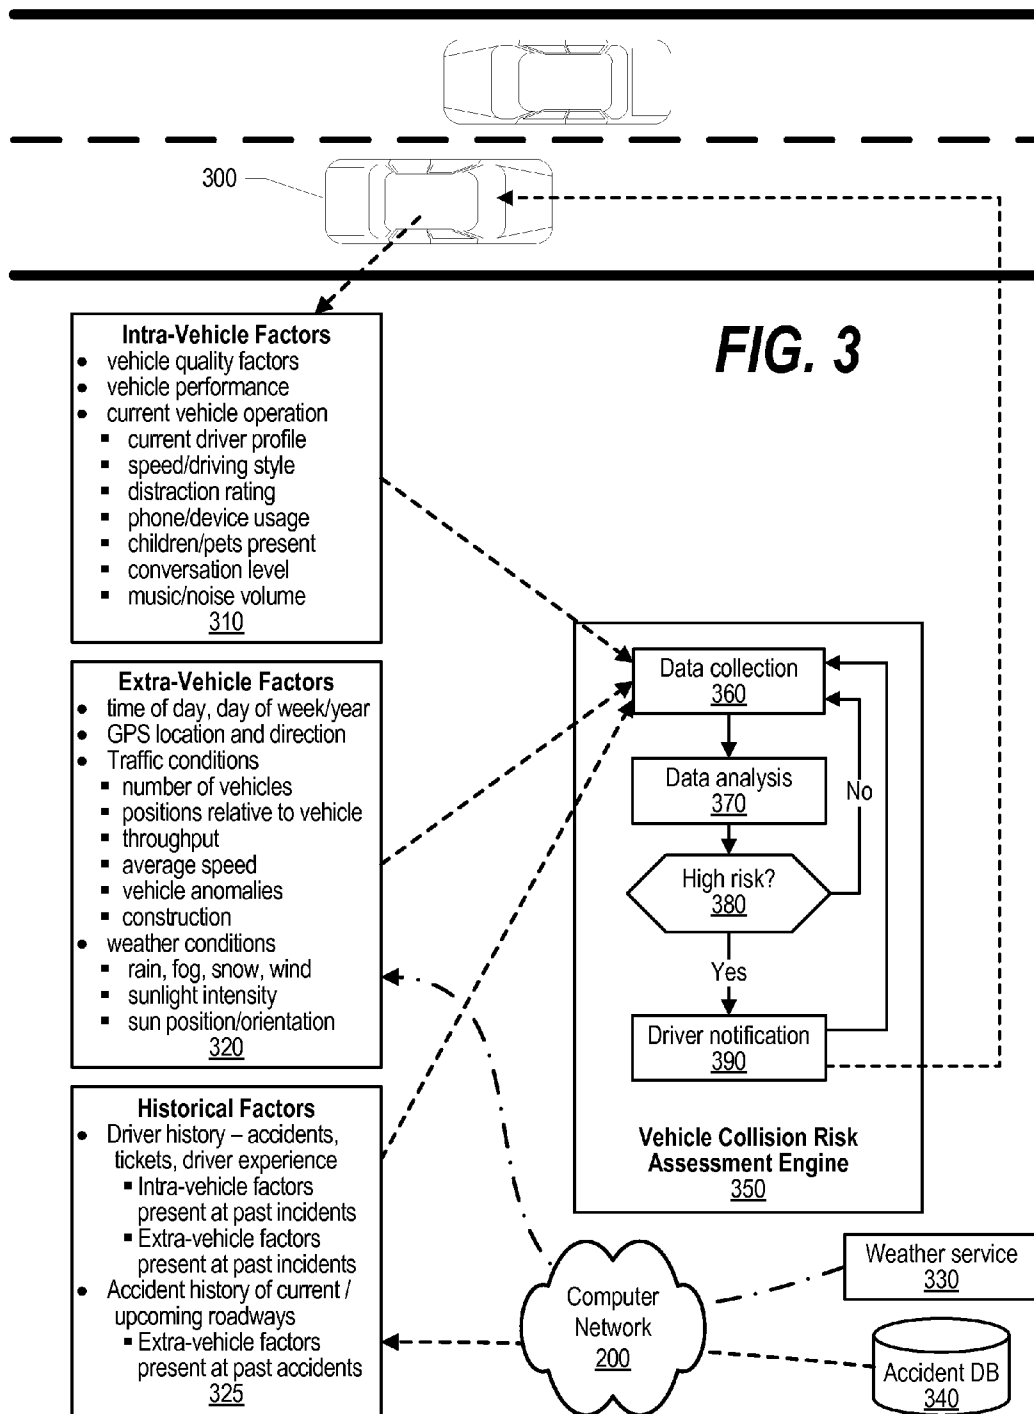 300
FIG. 3
Intra-Vehicle Factors
● vehicle quality factors
● vehicle performance
● current vehicle operation
▪ current driver profile
▪ speed/driving style
▪ distraction rating
▪ phone/device usage
▪ children/pets present
▪ conversation level
▪ music/noise volume
310
Extra-Vehicle Factors
● time of day, day of week/year
● GPS location and direction
● Traffic conditions
▪ number of vehicles
▪ positions relative to vehicle
▪ throughput
▪ average speed
▪ vehicle anomalies
▪ construction
● weather conditions
▪ rain, fog, snow, wind
▪ sunlight intensity
▪ sun position/orientation
320
Historical Factors
● Driver history – accidents,
tickets, driver experience
▪ Intra-vehicle factors
present at past incidents
▪ Extra-vehicle factors
present at past incidents
● Accident history of current /
upcoming roadways
▪ Extra-vehicle factors
present at past accidents
325
Data collection
360
Data analysis
370
No
High risk?
380
Yes
Driver notification
390
Vehicle Collision Risk
Assessment Engine
350
Computer
Network
200
Weather service
330
Accident DB
340